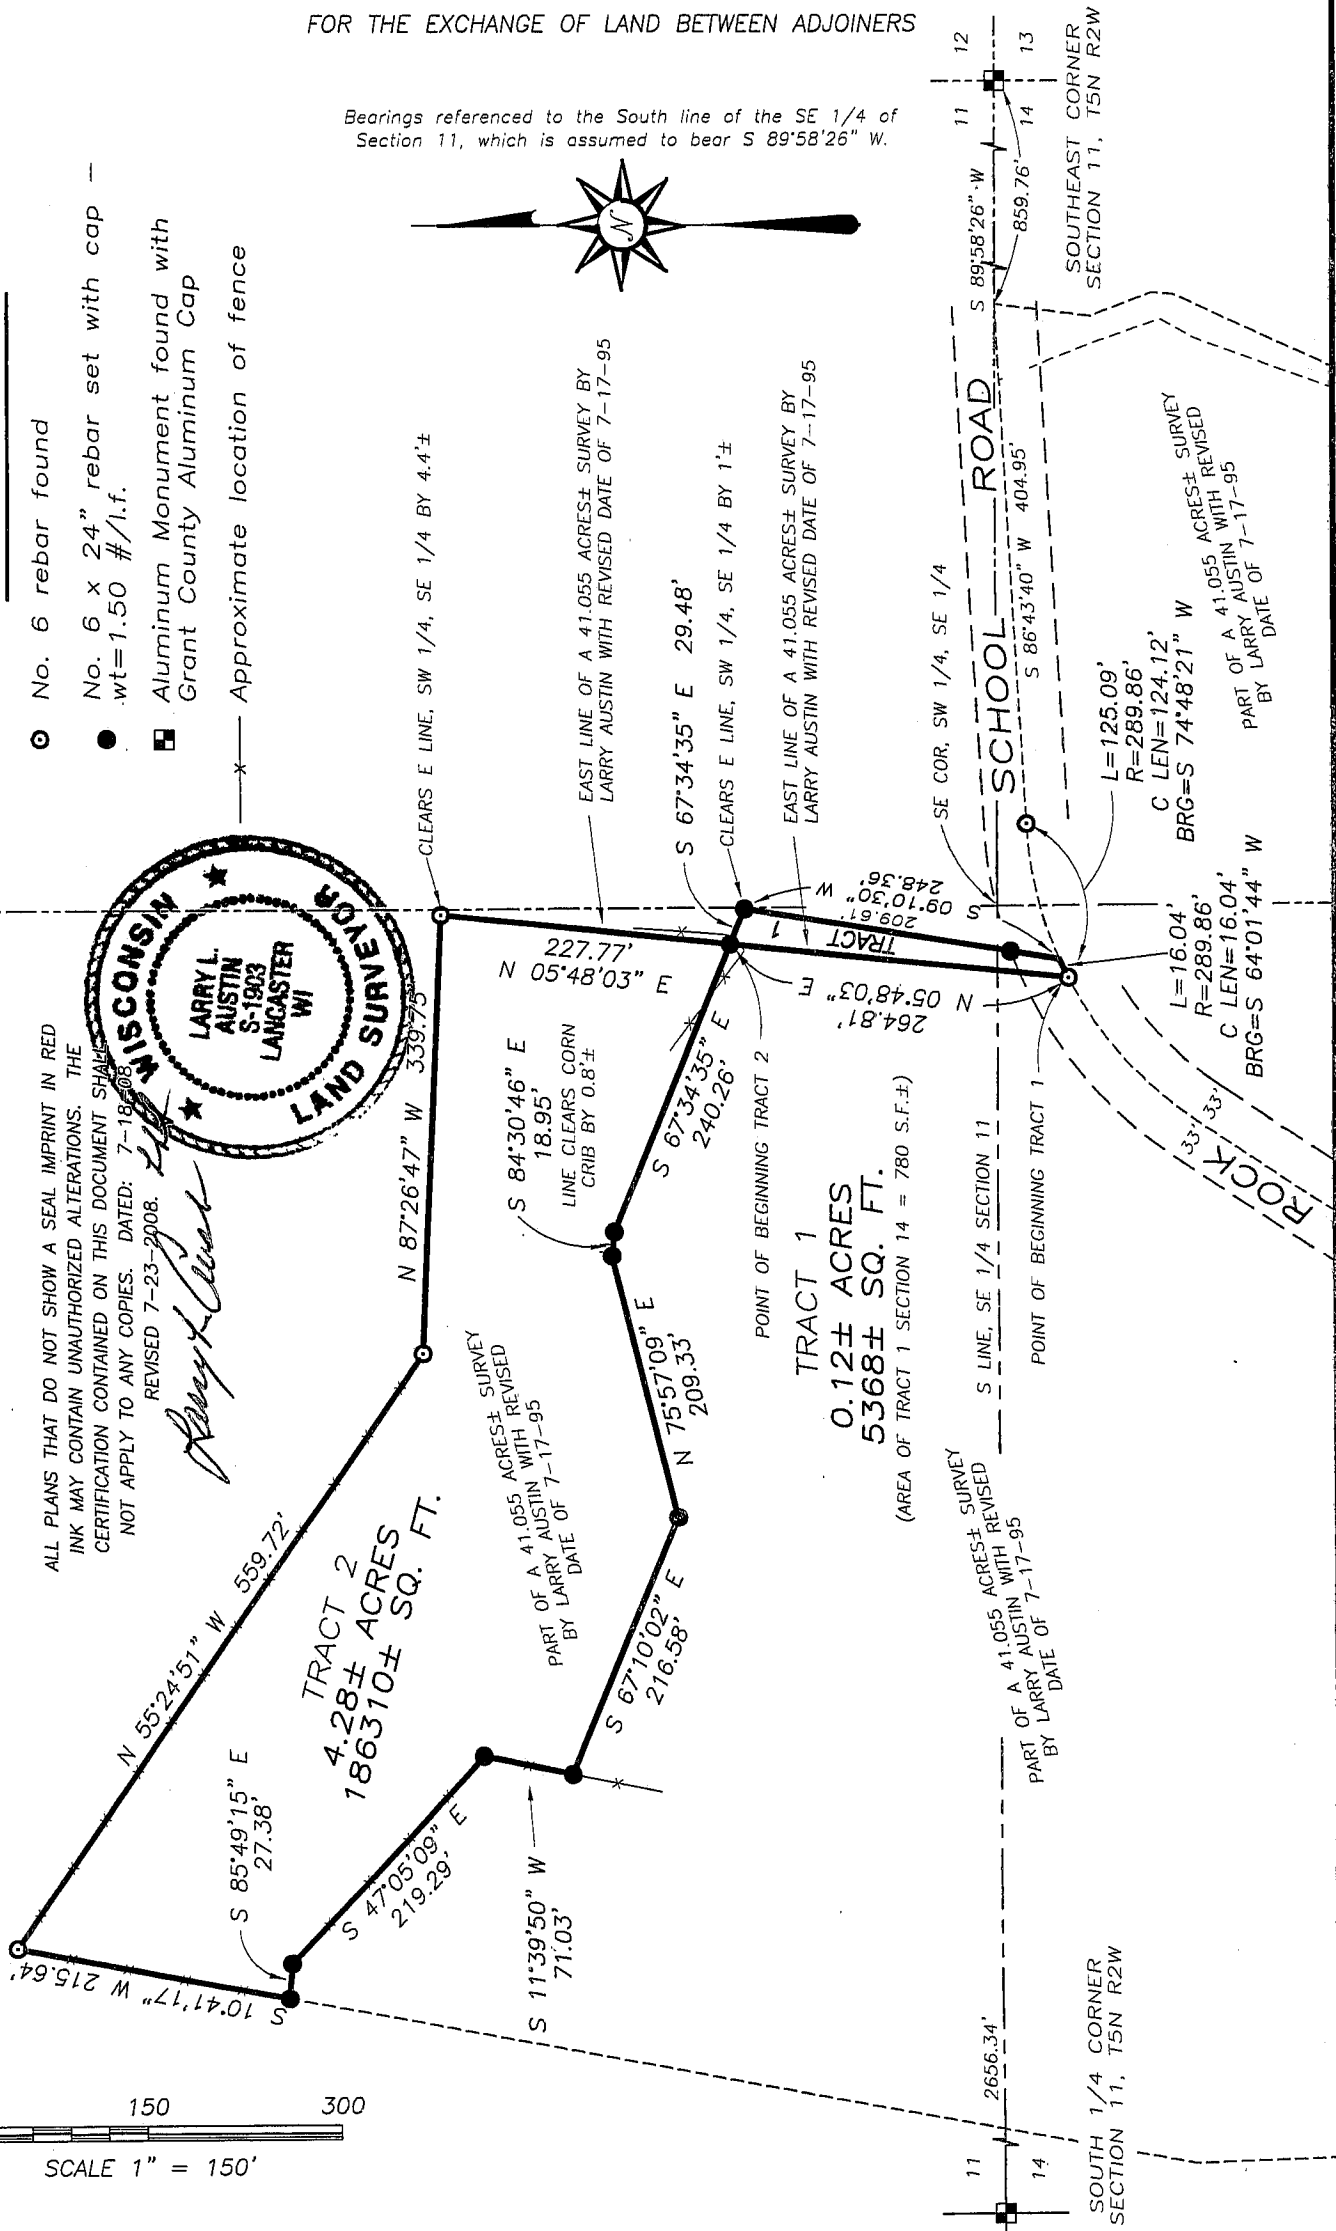 FOR THE EXCHANGE OF LAND BETWEEN ADJOINERS
Bearings referenced to the South line of the SE 1/4 of
Section 11, which is assumed to bear S 89°58'26" W.
N
No. 6 rebar found
No. 6 x 24" rebar set with cap –
wt=1.50 #/l.f.
Aluminum Monument found with
Grant County Aluminum Cap
Approximate location of fence
ALL PLANS THAT DO NOT SHOW A SEAL IMPRINT IN RED
INK MAY CONTAIN UNAUTHORIZED ALTERATIONS. THE
CERTIFICATION CONTAINED ON THIS DOCUMENT SHALL
NOT APPLY TO ANY COPIES. DATED: 7-18-08
REVISED 7-23-2008.
WISCONSIN
LARRY L.
AUSTIN
S-1903
LANCASTER
WI
LAND SURVEYOR
CLEARS E LINE, SW 1/4, SE 1/4 BY 4.4'±
EAST LINE OF A 41.055 ACRES± SURVEY BY
LARRY AUSTIN WITH REVISED DATE OF 7-17-95
S 67°34'35" E 29.48'
CLEARS E LINE, SW 1/4, SE 1/4 BY 1'±
EAST LINE OF A 41.055 ACRES± SURVEY BY
LARRY AUSTIN WITH REVISED DATE OF 7-17-95
SE COR, SW 1/4, SE 1/4
N 87°26'47" W 339.75'
227.77'
N 05°48'03" E
S 09°10'30" W
248.36'
209.61'
TRACT 1
N 05°48'03" E
264.81'
S 84°30'46" E
18.95'
LINE CLEARS CORN
CRIB BY 0.8'±
S 67°34'35" E
240.26'
POINT OF BEGINNING TRACT 2
N 75°57'09" E
209.33'
S 67°10'02" E
216.58'
S 11°39'50" W
71.03'
S 47°05'09" E
219.29'
S 85°49'15" E
27.38'
S 10°41'17" W 215.64'
N 55°24'51" W 559.72'
TRACT 2
4.28± ACRES
186310± SQ. FT.
PART OF A 41.055 ACRES± SURVEY
BY LARRY AUSTIN WITH REVISED
DATE OF 7-17-95
TRACT 1
0.12± ACRES
5368± SQ. FT.
(AREA OF TRACT 1 SECTION 14 = 780 S.F.±)
S LINE, SE 1/4 SECTION 11
POINT OF BEGINNING TRACT 1
PART OF A 41.055 ACRES± SURVEY
BY LARRY AUSTIN WITH REVISED
DATE OF 7-17-95
ROCK
33' 33'
SCHOOL ROAD
S 86°43'40" W 404.95'
S 89°58'26" W
859.76'
12
13
11
14
SOUTHEAST CORNER
SECTION 11, T5N R2W
L=125.09'
R=289.86'
C LEN=124.12'
BRG=S 74°48'21" W
L=16.04'
R=289.86'
C LEN=16.04'
BRG=S 64°01'44" W
PART OF A 41.055 ACRES± SURVEY
BY LARRY AUSTIN WITH REVISED
DATE OF 7-17-95
2656.34'
11
14
SOUTH 1/4 CORNER
SECTION 11, T5N R2W
150
300
SCALE 1" = 150'